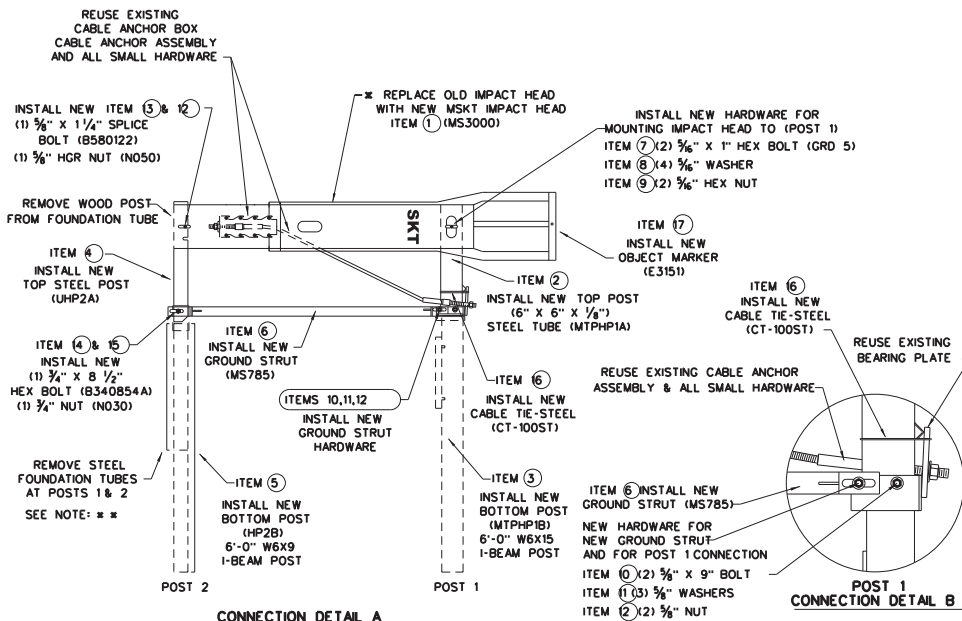 REUSE EXISTING
CABLE ANCHOR BOX
CABLE ANCHOR ASSEMBLY
AND ALL SMALL HARDWARE
INSTALL NEW ITEM 13 & 12
(1) 5/8" X 1 1/4" SPLICE
BOLT (B580122)
(1) 5/8" HGR NUT (N050)
* REPLACE OLD IMPACT HEAD
WITH NEW MSKT IMPACT HEAD
ITEM 1 (MS3000)
INSTALL NEW HARDWARE FOR
MOUNTING IMPACT HEAD TO (POST 1)
ITEM 7 (2) 5/16" X 1" HEX BOLT (GRD 5)
ITEM 8 (4) 5/16" WASHER
ITEM 9 (2) 5/16" HEX NUT
REMOVE WOOD POST
FROM FOUNDATION TUBE
SKT
ITEM 17
INSTALL NEW
OBJECT MARKER
(E3151)
ITEM 4
INSTALL NEW
TOP STEEL POST
(UHP2A)
ITEM 2
INSTALL NEW TOP POST
(6" X 6" X 1/8")
STEEL TUBE (MTPHP1A)
ITEM 16
INSTALL NEW
CABLE TIE-STEEL
(CT-100ST)
REUSE EXISTING
BEARING PLATE
ITEM 14 & 15
INSTALL NEW
(1) 3/4" X 8 1/2"
HEX BOLT (B340854A)
(1) 3/4" NUT (N030)
ITEM 6
INSTALL NEW
GROUND STRUT
(MS785)
ITEMS 10,11,12
INSTALL NEW
GROUND STRUT
HARDWARE
ITEM 16
INSTALL NEW
CABLE TIE-STEEL
(CT-100ST)
REUSE EXISTING CABLE ANCHOR
ASSEMBLY & ALL SMALL HARDWARE
REMOVE STEEL
FOUNDATION TUBES
AT POSTS 1 & 2
SEE NOTE: * *
ITEM 5
INSTALL NEW
BOTTOM POST
(HP2B)
6'-0" W6X9
I-BEAM POST
ITEM 3
INSTALL NEW
BOTTOM POST
(MTPHP1B)
6'-0" W6X15
I-BEAM POST
ITEM 6 INSTALL NEW
GROUND STRUT (MS785)
NEW HARDWARE FOR
NEW GROUND STRUT
AND FOR POST 1 CONNECTION
ITEM 10 (2) 5/8" X 9" BOLT
ITEM 11 (3) 5/8" WASHERS
ITEM 12 (2) 5/8" NUT
POST 2
POST 1
CONNECTION DETAIL A
POST 1
CONNECTION DETAIL B